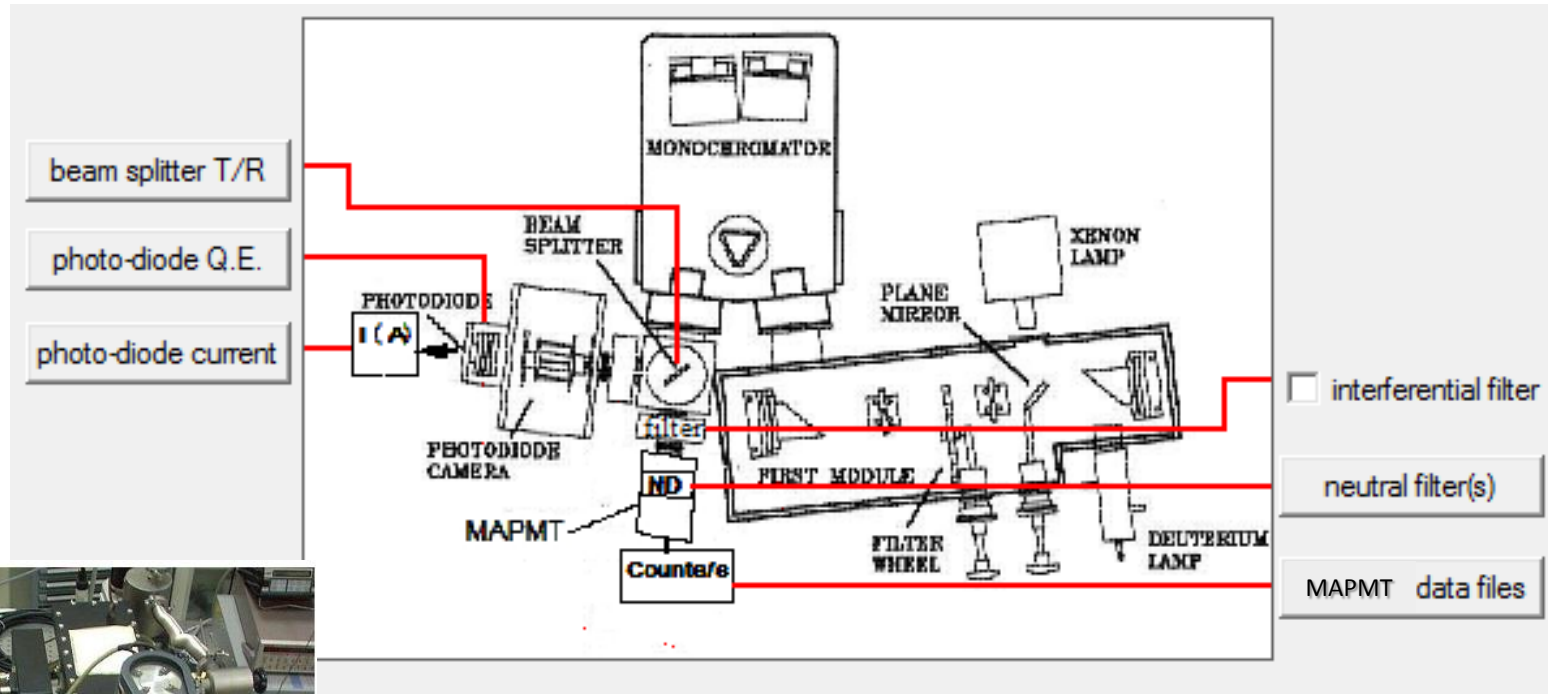 MONOCHROMATOR
beam splitter T/R
BEAM
SPLITTER
XENON
LAMP
photo-diode Q.E.
PHOTODIODE
PLANE
MIRROR
I(A)
photo-diode current
interferential filter
filter
PHOTODIODE
CAMERA
FIRST MODULE
ND
neutral filter(s)
MAPMT
FILTER
WHEEL
DEUTERIUM
LAMP
Counts/s
MAPMT data files